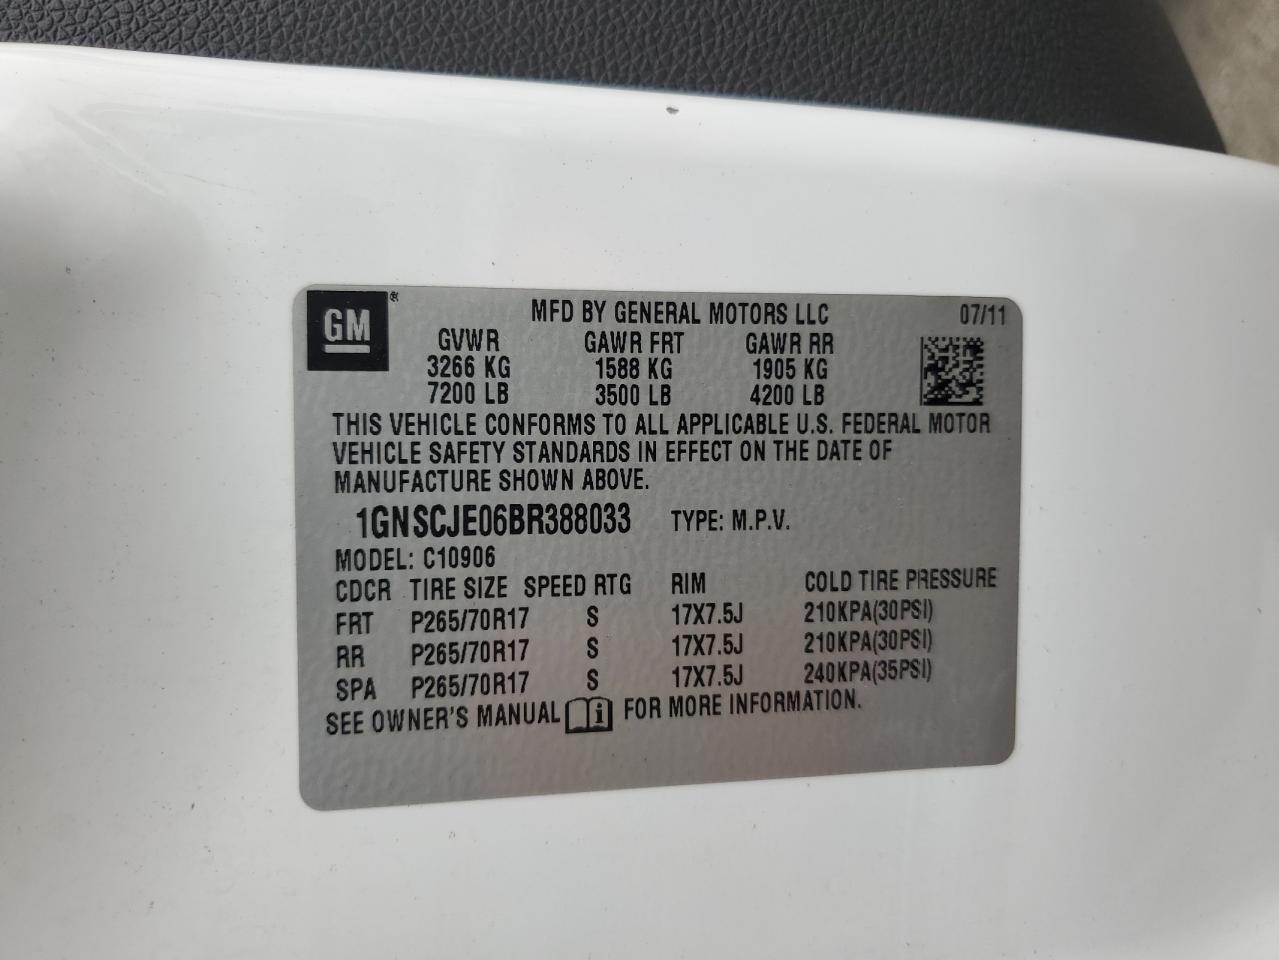 GM ® MFD BY GENERAL MOTORS LLC 07/11
GVWR GAWR FRT GAWR RR
3266 KG 1588 KG 1905 KG
7200 LB 3500 LB 4200 LB
THIS VEHICLE CONFORMS TO ALL APPLICABLE U.S. FEDERAL MOTOR
VEHICLE SAFETY STANDARDS IN EFFECT ON THE DATE OF
MANUFACTURE SHOWN ABOVE.
1GNSCJE06BR388033 TYPE: M.P.V.
MODEL: C10906
CDCR TIRE SIZE SPEED RTG RIM COLD TIRE PRESSURE
FRT P265/70R17 S 17X7.5J 210KPA(30PSI)
RR P265/70R17 S 17X7.5J 210KPA(30PSI)
SPA P265/70R17 S 17X7.5J 240KPA(35PSI)
SEE OWNER'S MANUAL i FOR MORE INFORMATION.